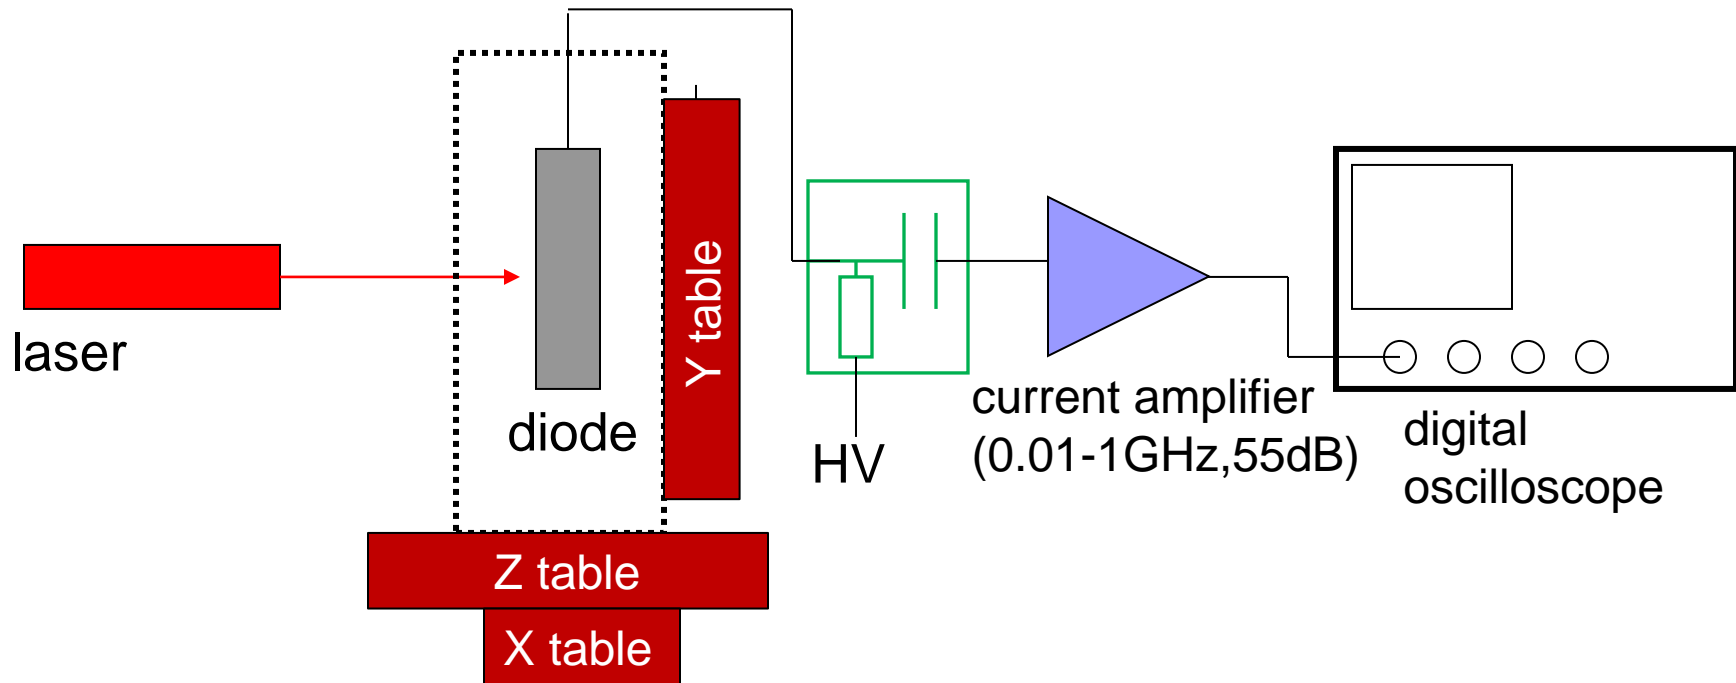 laser
diode
Y table
Z table
X table
HV
current amplifier
(0.01-1GHz,55dB)
digital
oscilloscope